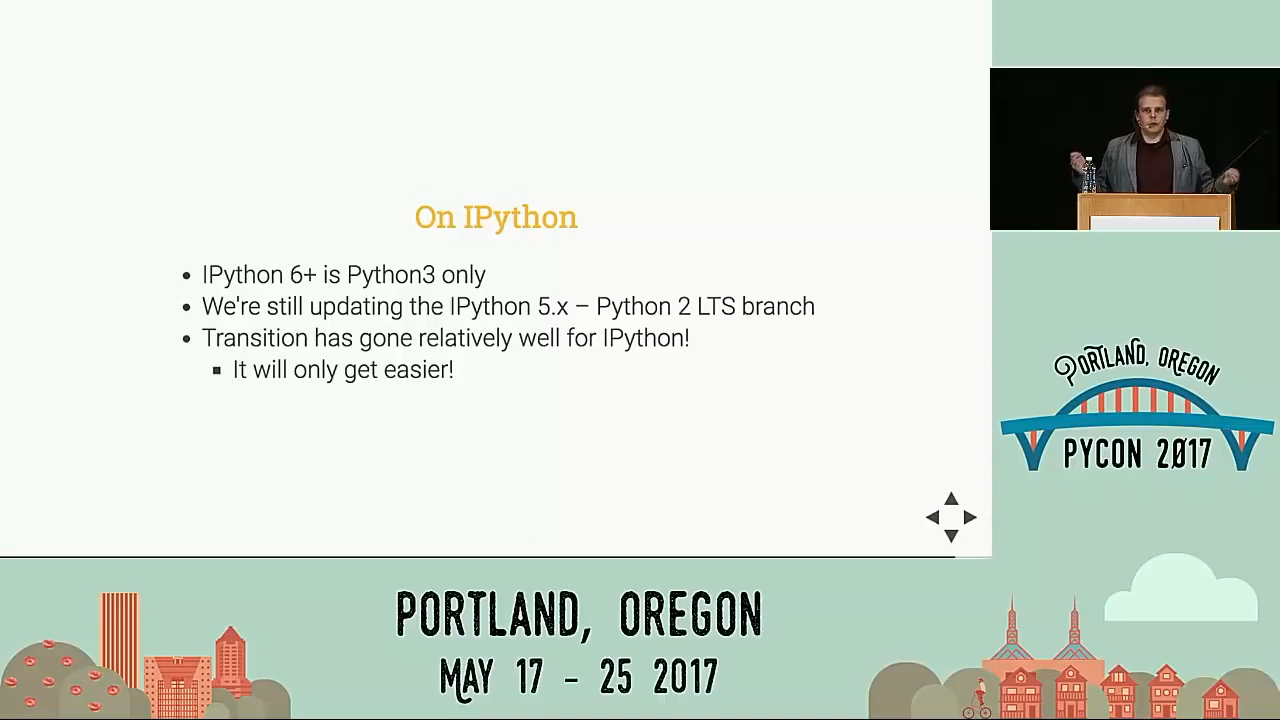 On IPython
IPython 6+ is Python3 only
We're still updating the IPython 5.x – Python 2 LTS branch
Transition has gone relatively well for IPython!
It will only get easier!
PORTLAND, OREGON
PYCON 2017
PORTLAND, OREGON
MAY 17 - 25 2017